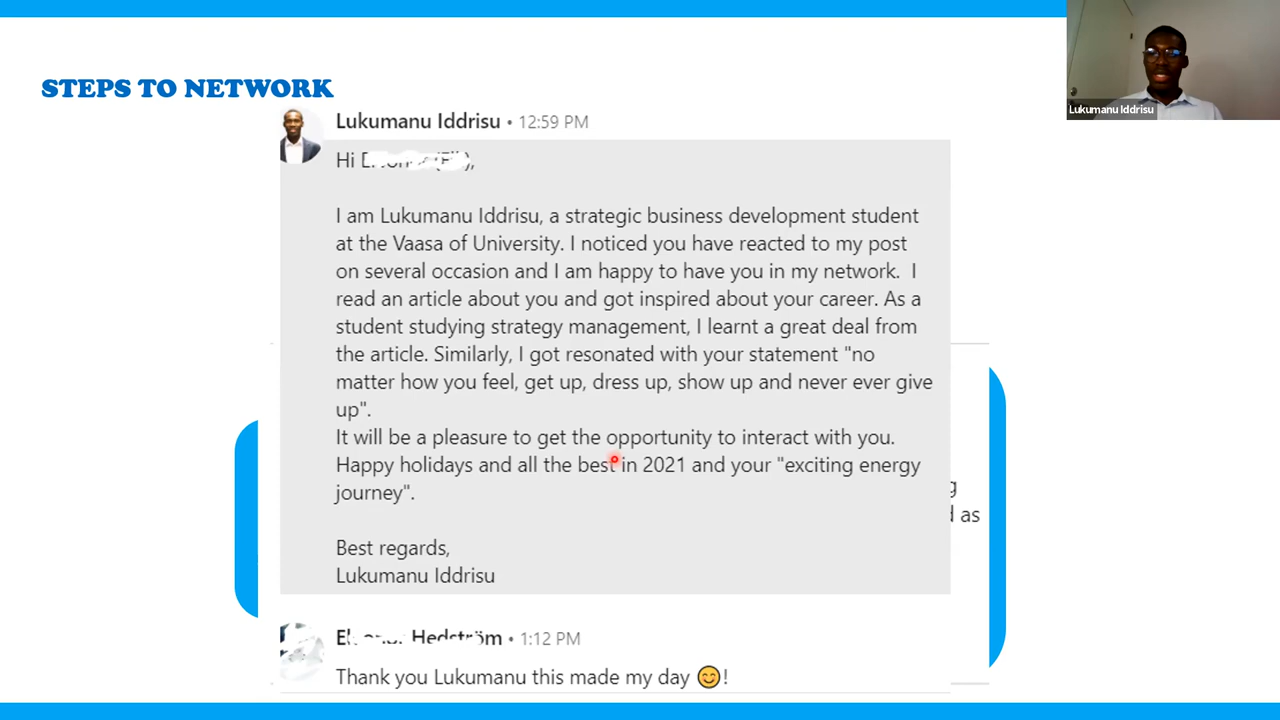 STEPS TO NETWORK
Lukumanu Iddrisu
Lukumanu Iddrisu • 12:59 PM
Hi
I am Lukumanu Iddrisu, a strategic business development student
at the Vaasa of University. I noticed you have reacted to my post
on several occasion and I am happy to have you in my network. I
read an article about you and got inspired about your career. As a
student studying strategy management, I learnt a great deal from
the article. Similarly, I got resonated with your statement "no
matter how you feel, get up, dress up, show up and never ever give
up".
It will be a pleasure to get the opportunity to interact with you.
Happy holidays and all the best in 2021 and your "exciting energy
journey".
Best regards,
Lukumanu Iddrisu
as
Hedström • 1:12 PM
Thank you Lukumanu this made my day 😊!